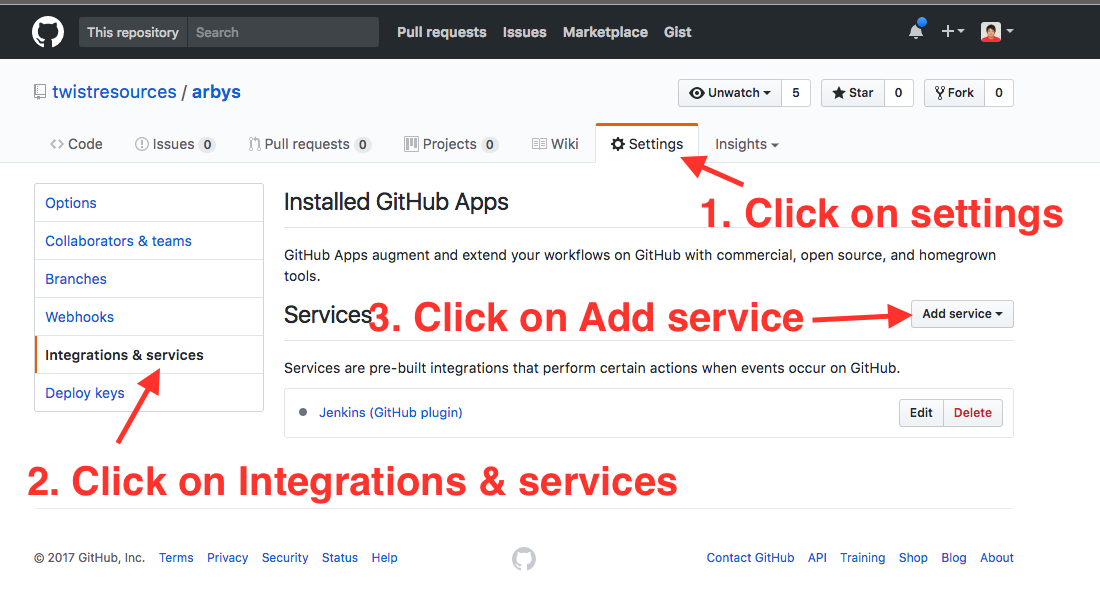 This repository Search Pull requests Issues Marketplace Gist
twistresources / arbys Unwatch 5 Star 0 Fork 0
Code Issues 0 Pull requests 0 Projects 0 Wiki Settings Insights
1. Click on settings
Options
Collaborators & teams
Branches
Webhooks
Integrations & services
Deploy keys
2. Click on Integrations & services
Installed GitHub Apps
GitHub Apps augment and extend your workflows on GitHub with commercial, open source, and homegrown
tools.
Services
3. Click on Add service
Add service
Services are pre-built integrations that perform certain actions when events occur on GitHub.
Jenkins (GitHub plugin) Edit Delete
© 2017 GitHub, Inc. Terms Privacy Security Status Help Contact GitHub API Training Shop Blog About